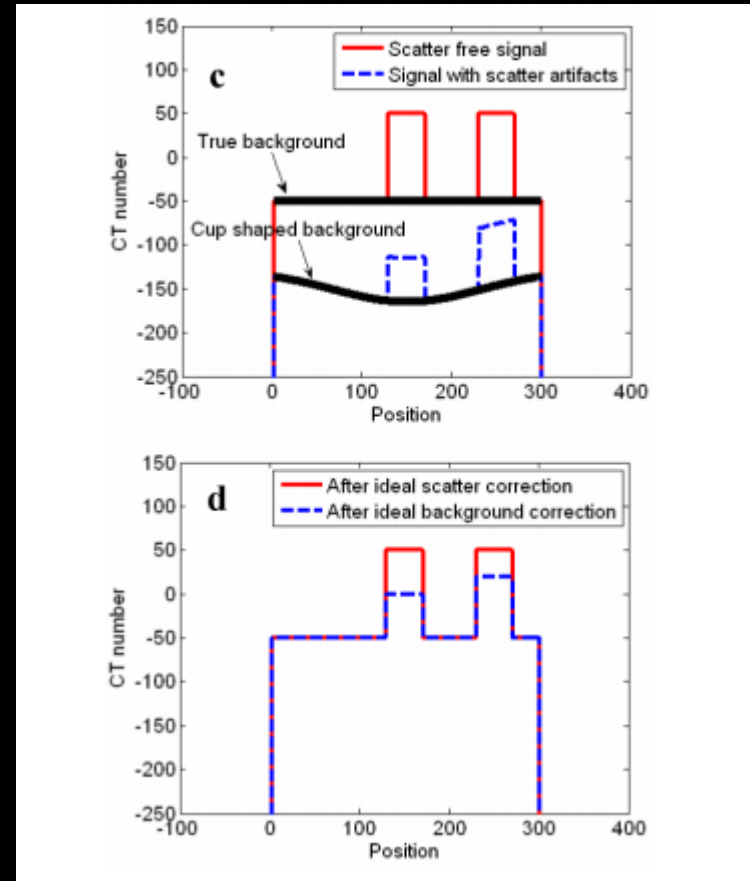 c
Scatter free signal
Signal with scatter artifacts
150
100
50
0
-50
-100
-150
-200
-250
CT number
True background
Cup shaped background
-100 0 100 200 300 400
Position
d
After ideal scatter correction
After ideal background correction
150
100
50
0
-50
-100
-150
-200
-250
CT number
-100 0 100 200 300 400
Position